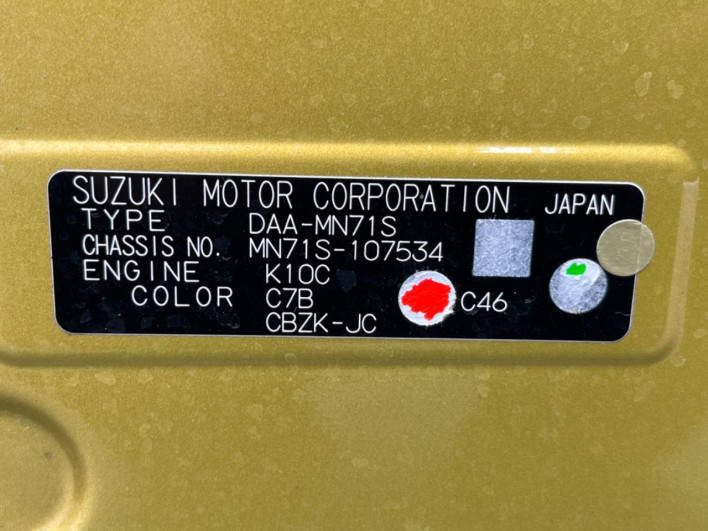 SUZUKI MOTOR CORPORATION JAPAN
TYPE DAA-MN71S
CHASSIS NO. MN71S-107534
ENGINE K10C
COLOR C7B C46
CBZK-JC